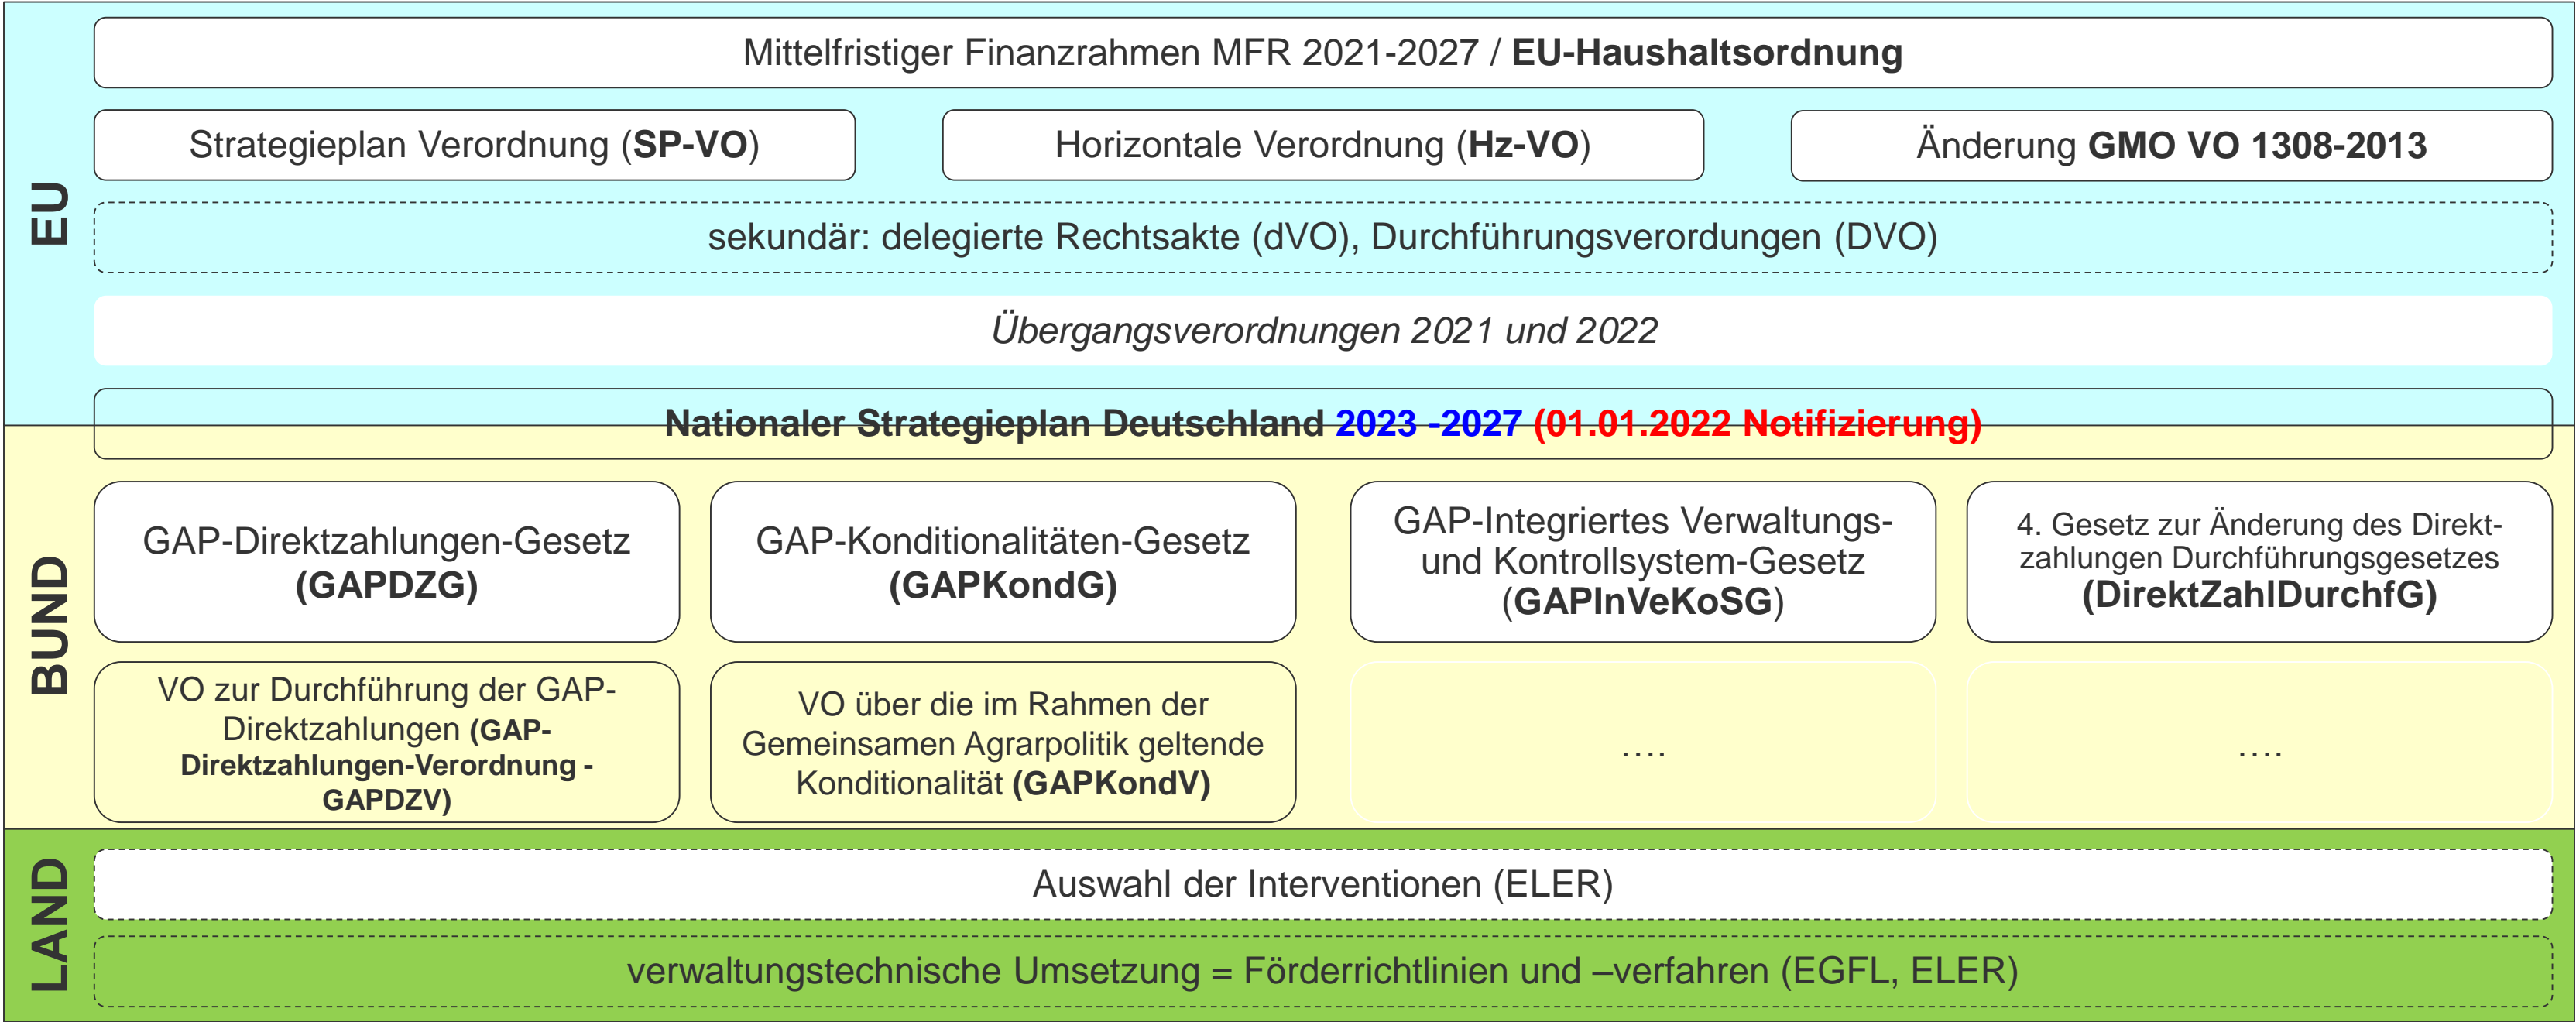 EU
Mittelfristiger Finanzrahmen MFR 2021-2027 / EU-Haushaltsordnung
Strategieplan Verordnung (SP-VO)
Horizontale Verordnung (Hz-VO)
Änderung GMO VO 1308-2013
sekundär: delegierte Rechtsakte (dVO), Durchführungsverordungen (DVO)
Übergangsverordnungen 2021 und 2022
Nationaler Strategieplan Deutschland 2023 -2027 (01.01.2022 Notifizierung)
BUND
GAP-Direktzahlungen-Gesetz
(GAPDZG)
GAP-Konditionalitäten-Gesetz
(GAPKondG)
GAP-Integriertes Verwaltungs-
und Kontrollsystem-Gesetz
(GAPInVeKoSG)
4. Gesetz zur Änderung des Direkt-
zahlungen Durchführungsgesetzes
(DirektZahlDurchfG)
VO zur Durchführung der GAP-
Direktzahlungen (GAP-
Direktzahlungen-Verordnung -
GAPDZV)
VO über die im Rahmen der
Gemeinsamen Agrarpolitik geltende
Konditionalität (GAPKondV)
....
....
LAND
Auswahl der Interventionen (ELER)
verwaltungstechnische Umsetzung = Förderrichtlinien und –verfahren (EGFL, ELER)